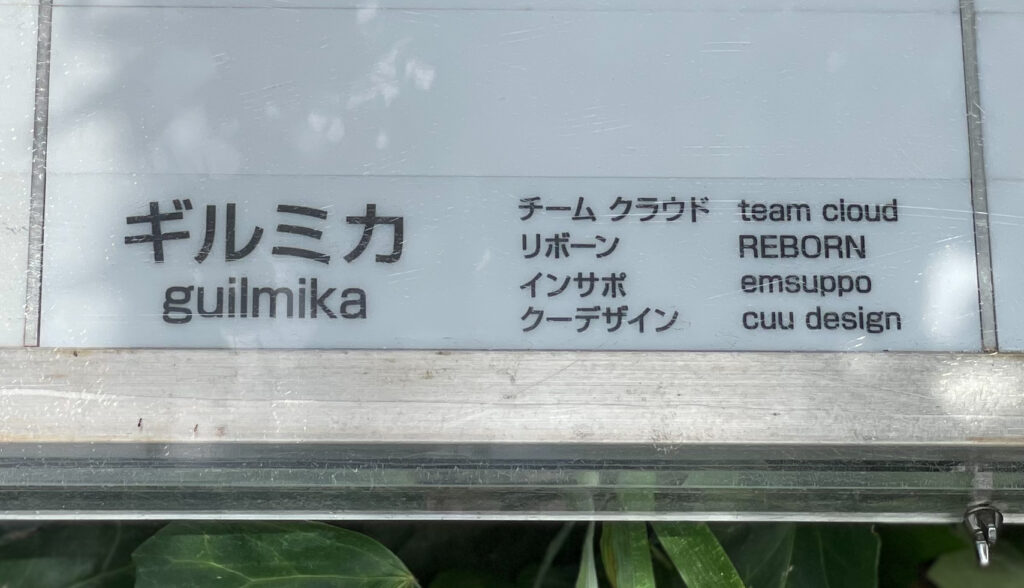 ギルミカ
guilmika
チーム クラウド team cloud
リボーン REBORN
インサポ emsuppo
クーデザイン cuu design